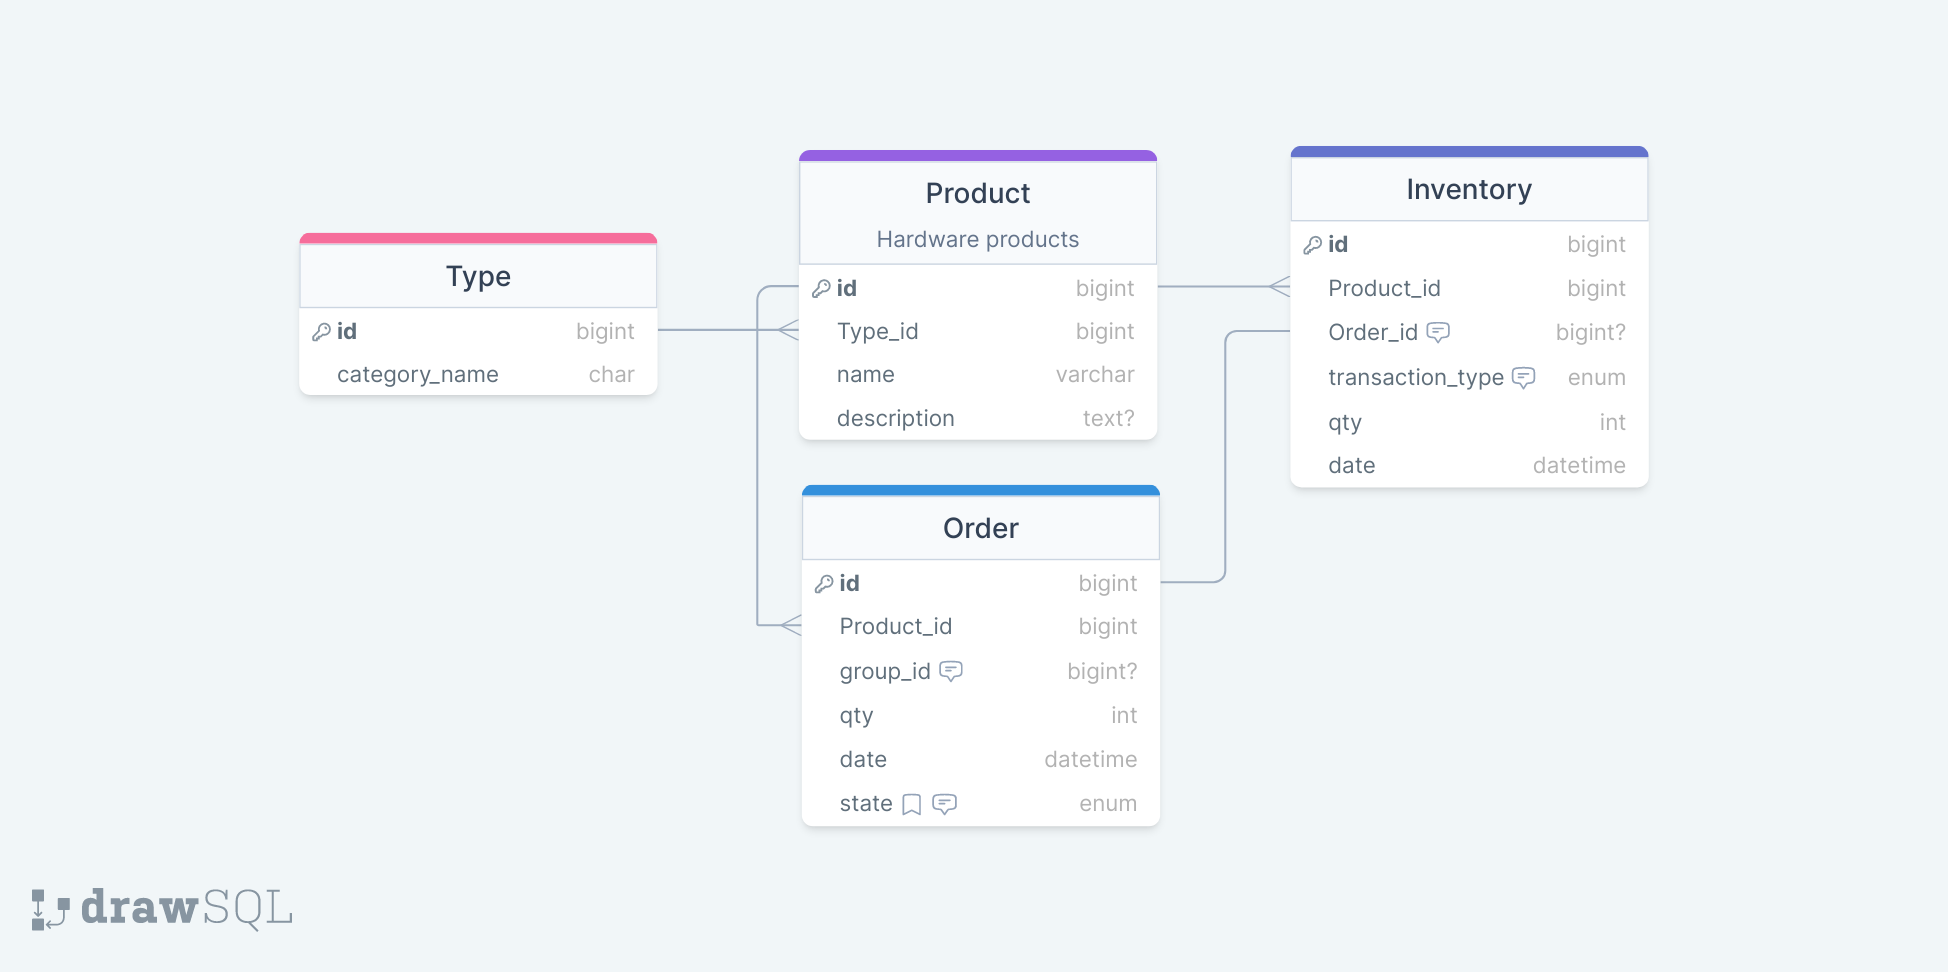 Type
id bigint
category_name char
Product
Hardware products
id bigint
Type_id bigint
name varchar
description text?
Order
id bigint
Product_id bigint
group_id bigint?
qty int
date datetime
state enum
Inventory
id bigint
Product_id bigint
Order_id bigint?
transaction_type enum
qty int
date datetime
drawSQL